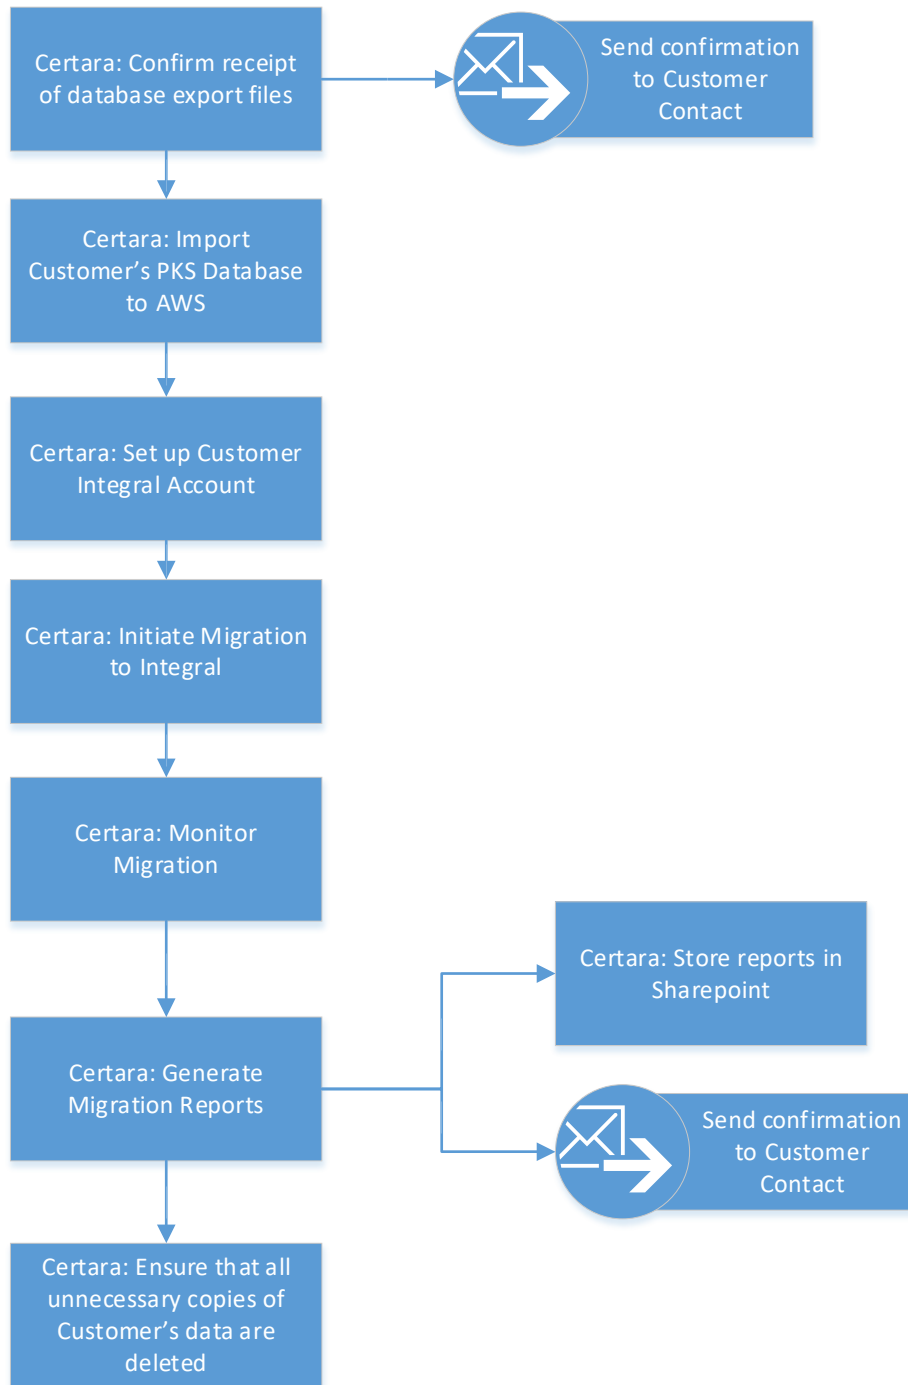 Certara: Confirm receipt
of database export files
Send confirmation
to Customer
Contact
Certara: Import
Customer’s PKS Database
to AWS
Certara: Set up Customer
Integral Account
Certara: Initiate Migration
to Integral
Certara: Monitor
Migration
Certara: Store reports in
Sharepoint
Certara: Generate
Migration Reports
Send confirmation
to Customer
Contact
Certara: Ensure that all
unnecessary copies of
Customer’s data are
deleted